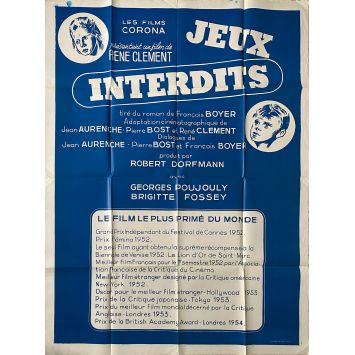 LES FILMS
CORONA
présentent un film de
RENÉ CLEMENT
JEUX
INTERDITS
tiré du roman de François BOYER
Adaptation cinématographique de
Jean AURENCHE - Pierre BOST et René CLEMENT
Dialogues de
Jean AURENCHE - Pierre BOST et François BOYER
produit par
ROBERT DORFMANN
avec
GEORGES POUJOULY
BRIGITTE FOSSEY
LE FILM LE PLUS PRIMÉ DU MONDE
Grand Prix Indépendant du Festival de Cannes 1952
Prix Fémina 1952.
Le seul Film ayant obtenu la suprême récompense à la
Biennale de Venise 1952. Le Lion d'Or de Saint-Marc
Meilleur film Français pour le 1er semestre 1952 par l'Associa-
tion française de la Critique du Cinéma.
Meilleur Film étranger désigné par la Critique américaine
New York 1952.
Oscar pour le meilleur film étranger - Hollywood 1953
Prix de la Critique japonaise - Tokyo 1953
Prix du meilleur film mondial décerné par la Critique
Anglaise - Londres 1953.
Prix de la British Academy Award - Londres 1954